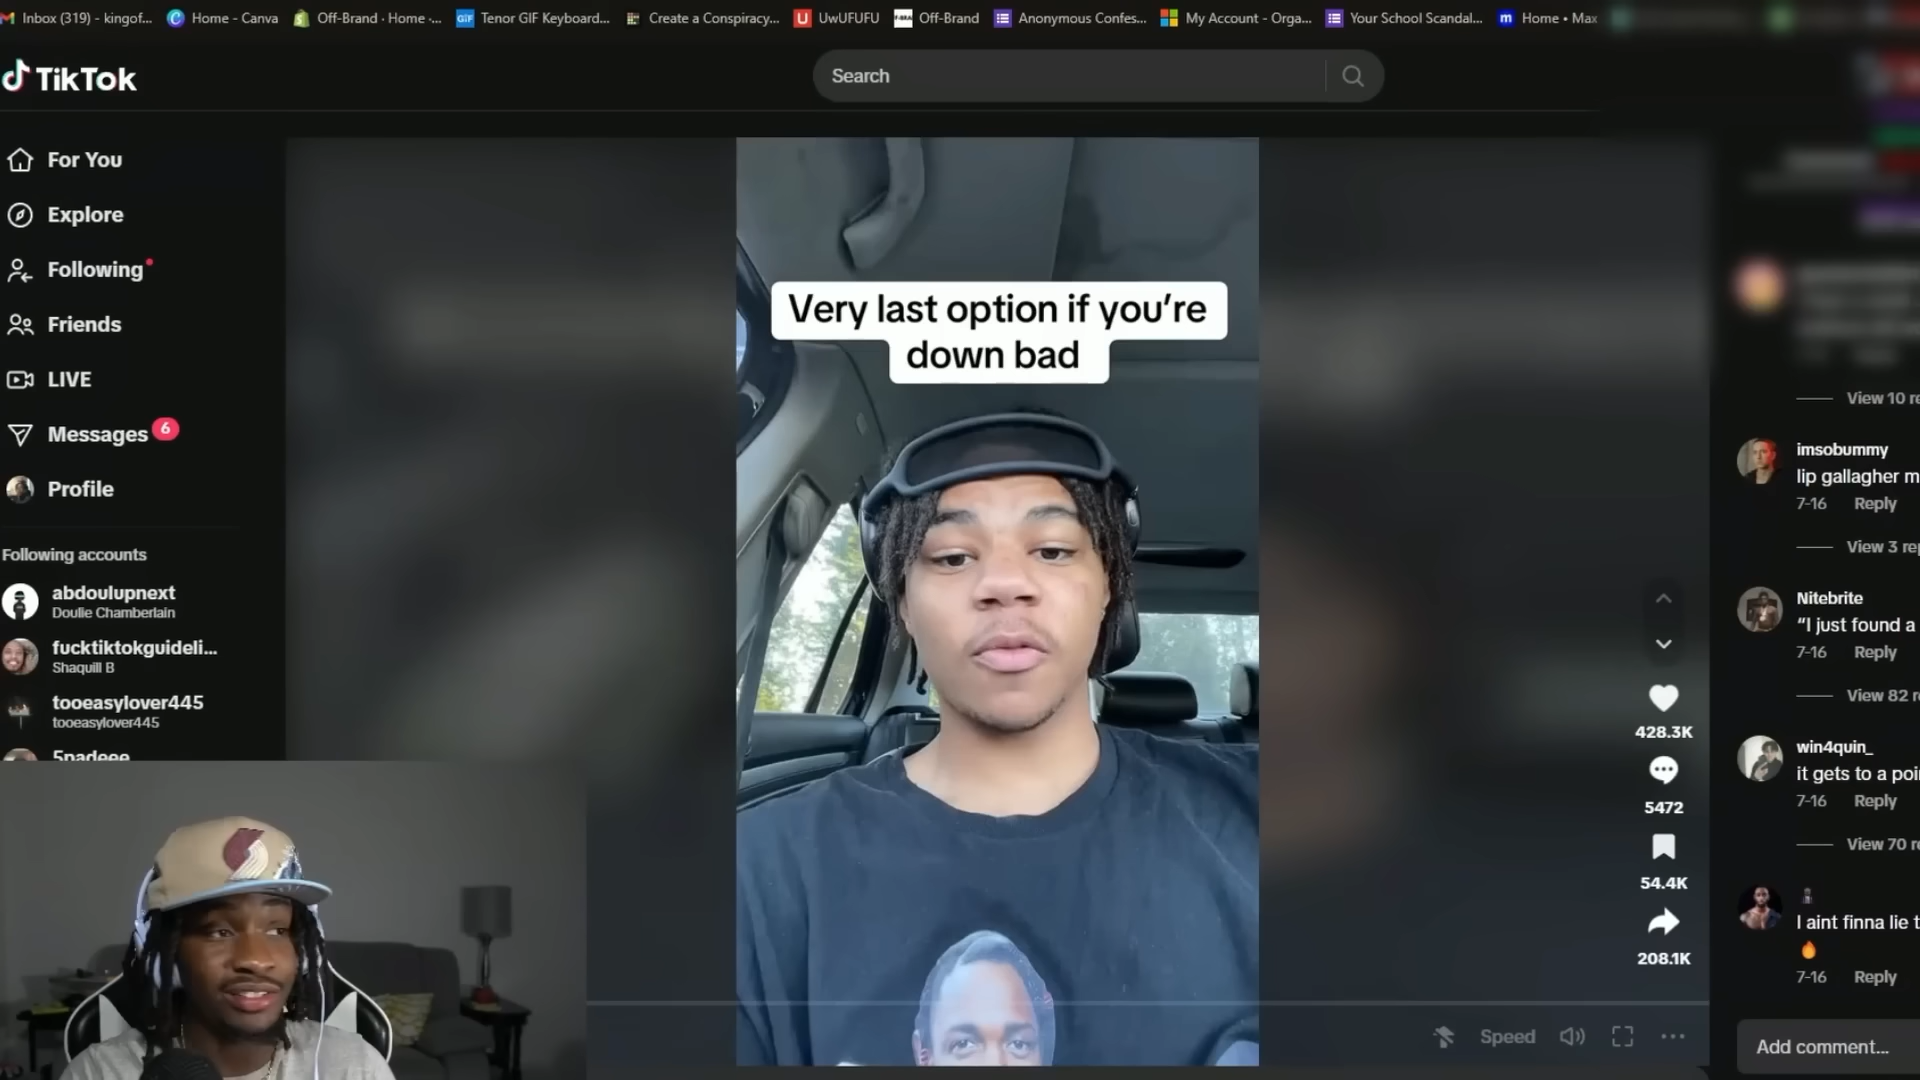 Inbox (319) - kingof...
Home - Canva
Off-Brand · Home ·...
GIF
Tenor GIF Keyboard...
Create a Conspiracy...
U
UwUFUFU
Off-Brand
Anonymous Confes...
My Account - Orga...
Your School Scandal...
m
Home • Max
TikTok
Search
For You
Explore
Following
Friends
LIVE
Messages 6
Profile
Following accounts
abdoulupnext
Doulie Chamberlain
fucktiktokguideli...
Shaquill B
tooeasylover445
tooeasylover445
5padeee
Very last option if you’re
down bad
428.3K
5472
54.4K
208.1K
Speed
View 10 re
imsobummy
lip gallagher m
7-16 Reply
View 3 rep
Nitebrite
“I just found a
7-16 Reply
View 82 re
win4quin_
it gets to a poi
7-16 Reply
View 70 re
I aint finna lie t
🔥
7-16 Reply
Add comment...